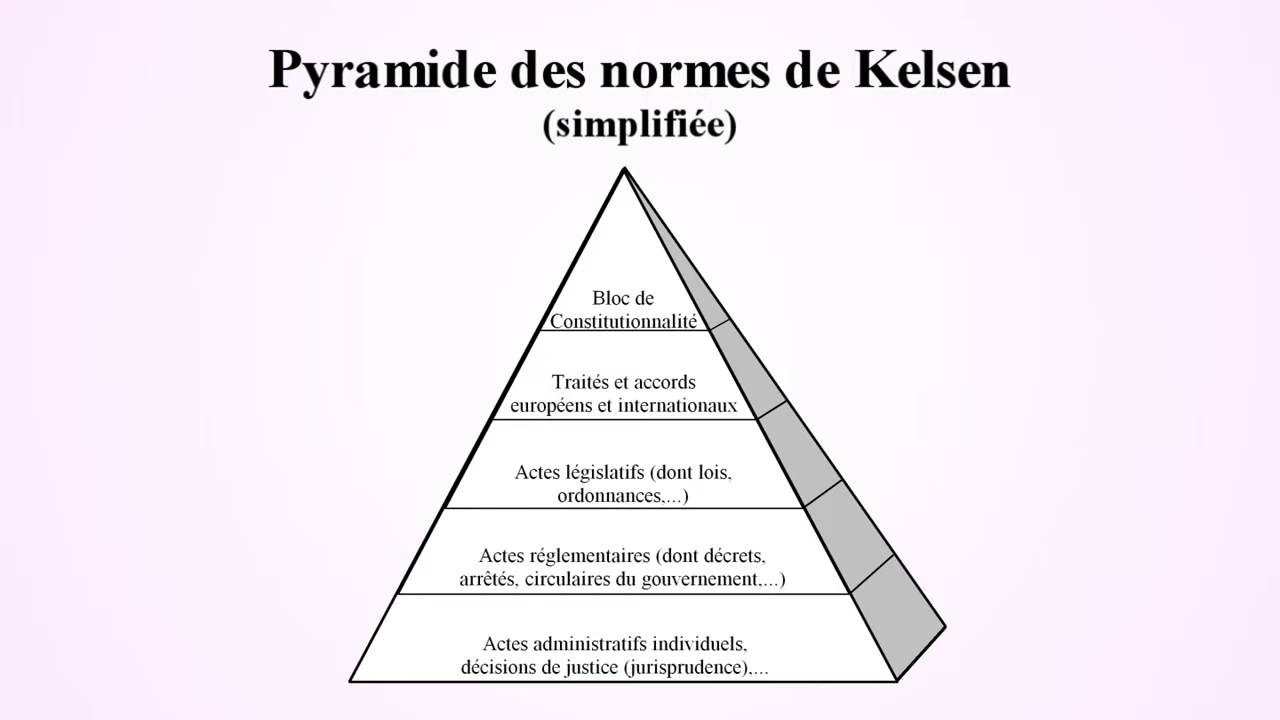 Pyramide des normes de Kelsen
(simplifiée)
Bloc de
Constitutionnalité
Traités et accords
européens et internationaux
Actes législatifs (dont lois,
ordonnances,...)
Actes réglementaires (dont décrets,
arrêtés, circulaires du gouvernement,...)
Actes administratifs individuels,
décisions de justice (jurisprudence),...